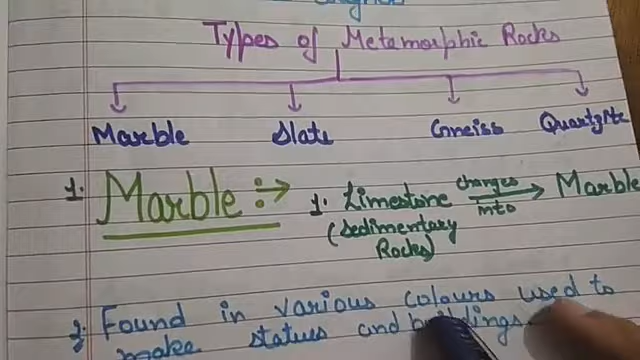 Types of Metamorphic Rocks
Marble Slate Gneiss Quartzite
1. Marble :→ 1. Limestone changes into → Marble
(Sedimentary
Rocks)
2. Found in various colours used to
make status and buildings